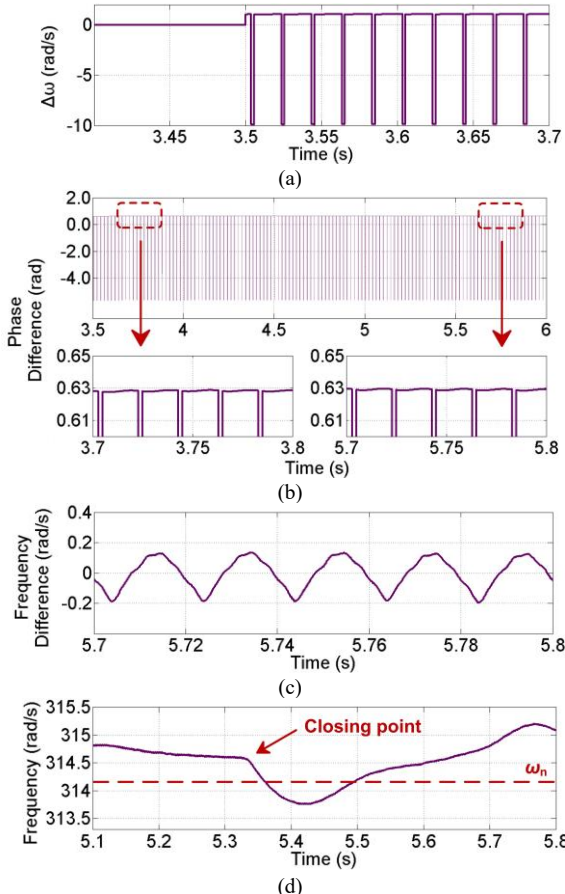 0
-5
-10
Δω (rad/s)
3.45 3.5 3.55 3.6 3.65 3.7
Time (s)
(a)
2.0
0.0
-2.0
-4.0
3.5 4 4.5 5 5.5 6
Phase
Difference (rad)
0.65 0.65
0.63 0.63
0.61 0.61
3.7 3.75 3.8 5.7 5.75 5.8
Time (s)
(b)
0.4
0.2
0
-0.2
Frequency
Difference (rad/s)
5.7 5.72 5.74 5.76 5.78 5.8
Time (s)
(c)
315.5
315
314.5
314
313.5
Frequency (rad/s)
Closing point
ωn
5.1 5.2 5.3 5.4 5.5 5.6 5.7 5.8
Time (s)
(d)